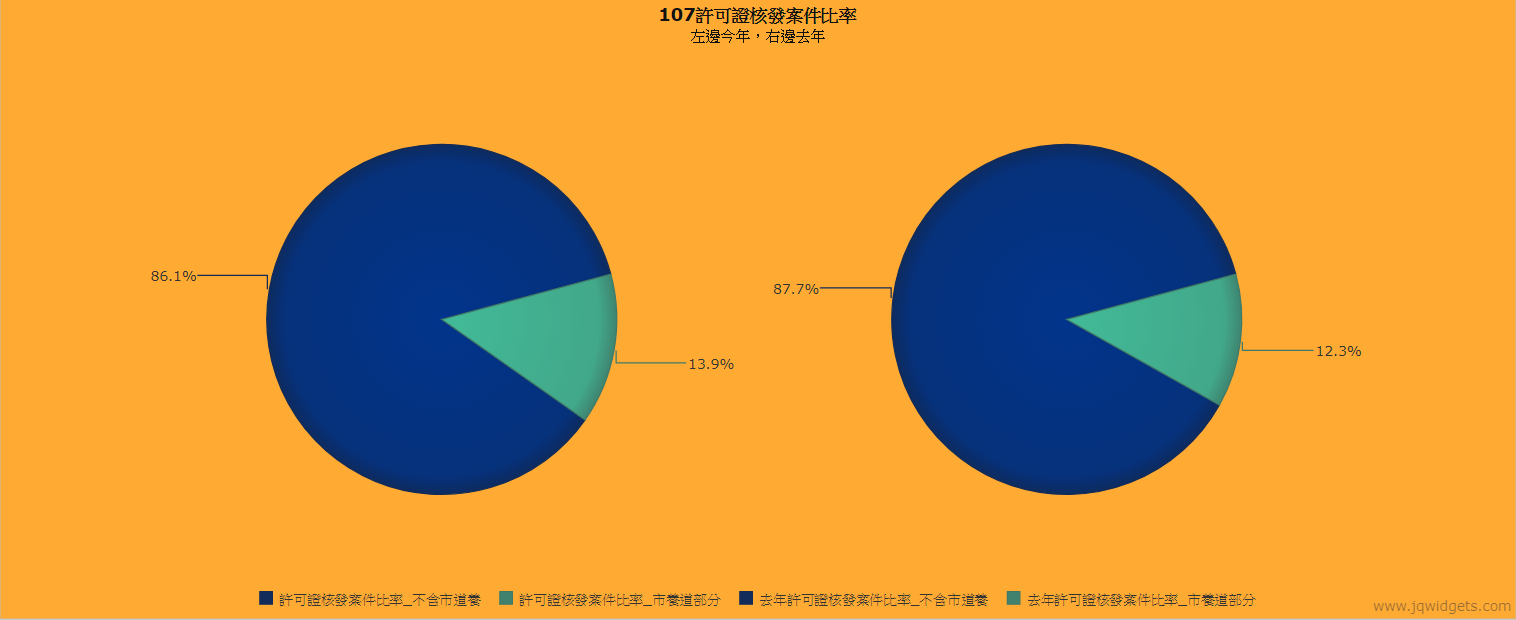 107許可證核發案件比率
左邊今年，右邊去年
86.1%
13.9%
87.7%
12.3%
許可證核發案件比率_不含市道養 許可證核發案件比率_市養道部分 去年許可證核發案件比率_不含市道養 去年許可證核發案件比率_市養道部分
www.jqwidgets.com